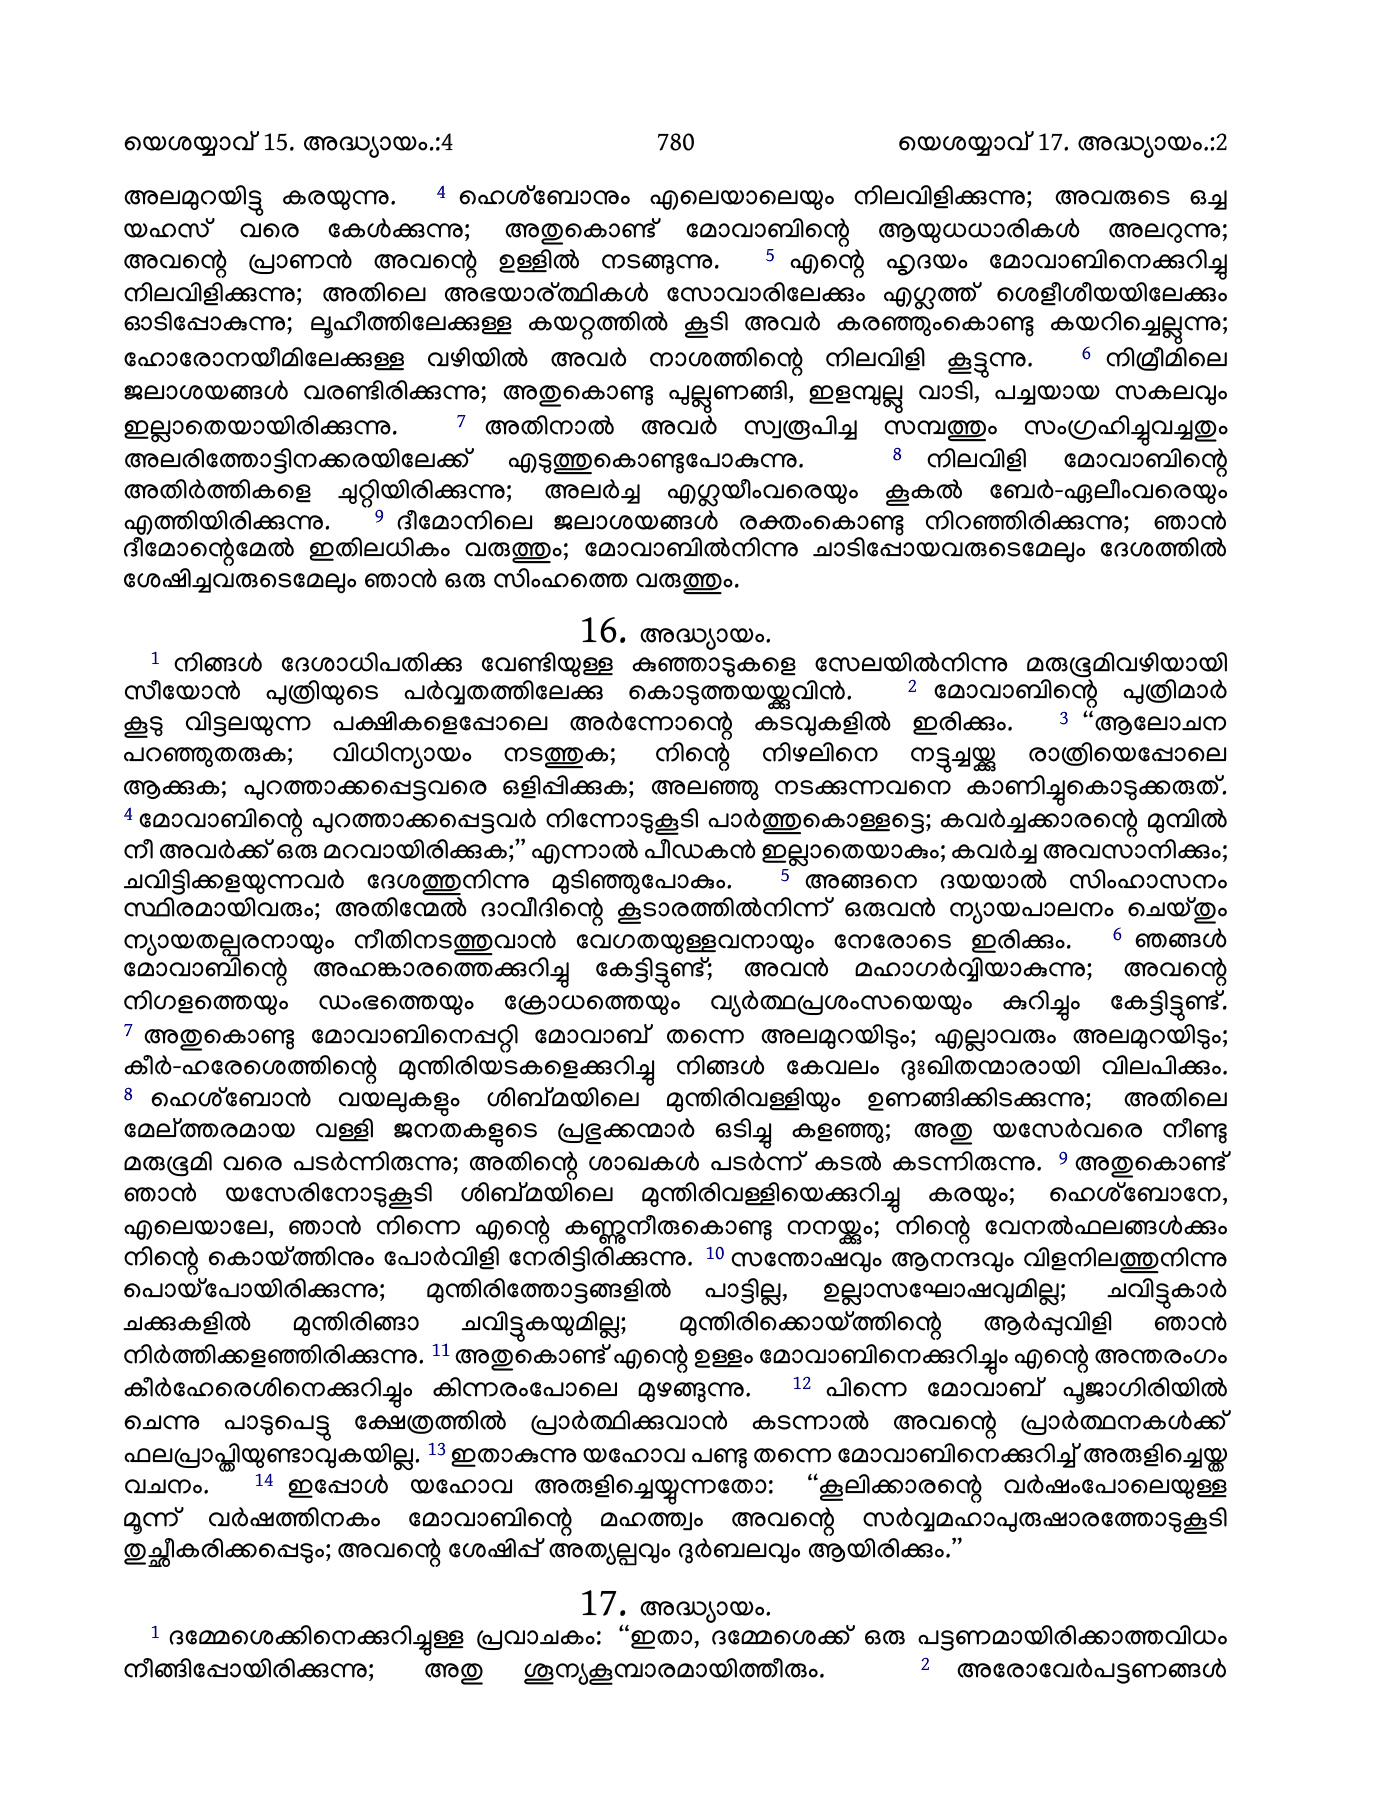 യെശയ്യാവ് 15. അദ്ധ്യായം.:4 780 യെശയ്യാവ് 17. അദ്ധ്യായം.:2
അലമുറയിട്ടു കരയുന്നു. 4 ഹെശ്ബോനും എലെയാലെയും നിലവിളിക്കുന്നു; അവരുടെ ഒച്ച
യഹസ് വരെ കേൾക്കുന്നു; അതുകൊണ്ട് മോവാബിന്റെ ആയുധധാരികൾ അലറുന്നു;
അവന്റെ പ്രാണൻ അവന്റെ ഉള്ളിൽ നടങ്ങുന്നു. 5 എന്റെ ഹൃദയം മോവാബിനെക്കുറിച്ചു
നിലവിളിക്കുന്നു; അതിലെ അഭയാര്ത്ഥികൾ സോവാരിലേക്കും എഗ്ലത്ത് ശെളീശീയയിലേക്കും
ഓടിപ്പോകുന്നു; ലൂഹീത്തിലേക്കുള്ള കയറ്റത്തിൽ കൂടി അവർ കരഞ്ഞുംകൊണ്ടു കയറിച്ചെല്ലുന്നു;
ഹോരോനയീമിലേക്കുള്ള വഴിയിൽ അവർ നാശത്തിന്റെ നിലവിളി കൂട്ടുന്നു. 6 നിമ്രീമിലെ
ജലാശയങ്ങൾ വരണ്ടിരിക്കുന്നു; അതുകൊണ്ടു പുല്ലുണങ്ങി, ഇളമ്പുല്ലു വാടി, പച്ചയായ സകലവും
ഇല്ലാതെയായിരിക്കുന്നു. 7 അതിനാൽ അവർ സ്വരൂപിച്ച സമ്പത്തും സംഗ്രഹിച്ചുവച്ചതും
അലരിത്തോട്ടിനക്കരയിലേക്ക് എടുത്തുകൊണ്ടുപോകുന്നു. 8 നിലവിളി മോവാബിന്റെ
അതിർത്തികളെ ചുറ്റിയിരിക്കുന്നു; അലർച്ച എഗ്ലയീംവരെയും കൂകൽ ബേർ-ഏലീംവരെയും
എത്തിയിരിക്കുന്നു. 9 ദീമോനിലെ ജലാശയങ്ങൾ രക്തംകൊണ്ടു നിറഞ്ഞിരിക്കുന്നു; ഞാൻ
ദീമോന്റെമേൽ ഇതിലധികം വരുത്തും; മോവാബിൽനിന്നു ചാടിപ്പോയവരുടെമേലും ദേശത്തിൽ
ശേഷിച്ചവരുടെമേലും ഞാൻ ഒരു സിംഹത്തെ വരുത്തും.
16. അദ്ധ്യായം.
1 നിങ്ങൾ ദേശാധിപതിക്കു വേണ്ടിയുള്ള കുഞ്ഞാടുകളെ സേലയിൽനിന്നു മരുഭൂമിവഴിയായി
സീയോൻ പുത്രിയുടെ പർവ്വതത്തിലേക്കു കൊടുത്തയയ്ക്കുവിൻ. 2 മോവാബിന്റെ പുത്രിമാർ
കൂടു വിട്ടലയുന്ന പക്ഷികളെപ്പോലെ അർന്നോന്റെ കടവുകളിൽ ഇരിക്കും. 3 “ആലോചന
പറഞ്ഞുതരുക; വിധിന്യായം നടത്തുക; നിന്റെ നിഴലിനെ നട്ടുച്ചയ്ക്കു രാത്രിയെപ്പോലെ
ആക്കുക; പുറത്താക്കപ്പെട്ടവരെ ഒളിപ്പിക്കുക; അലഞ്ഞു നടക്കുന്നവനെ കാണിച്ചുകൊടുക്കരുത്.
4 മോവാബിന്റെ പുറത്താക്കപ്പെട്ടവർ നിന്നോടുകൂടി പാർത്തുകൊള്ളട്ടെ; കവർച്ചക്കാരന്റെ മുമ്പിൽ
നീ അവർക്ക് ഒരു മറവായിരിക്കുക;” എന്നാൽ പീഡകൻ ഇല്ലാതെയാകും; കവർച്ച അവസാനിക്കും;
ചവിട്ടിക്കളയുന്നവർ ദേശത്തുനിന്നു മുടിഞ്ഞുപോകും. 5 അങ്ങനെ ദയയാൽ സിംഹാസനം
സ്ഥിരമായിവരും; അതിന്മേൽ ദാവീദിന്റെ കൂടാരത്തിൽനിന്ന് ഒരുവൻ ന്യായപാലനം ചെയ്തും
ന്യായതല്പരനായും നീതിനടത്തുവാൻ വേഗതയുള്ളവനായും നേരോടെ ഇരിക്കും. 6 ഞങ്ങൾ
മോവാബിന്റെ അഹങ്കാരത്തെക്കുറിച്ചു കേട്ടിട്ടുണ്ട്; അവൻ മഹാഗർവ്വിയാകുന്നു; അവന്റെ
നിഗളത്തെയും ഡംഭത്തെയും ക്രോധത്തെയും വ്യർത്ഥപ്രശംസയെയും കുറിച്ചും കേട്ടിട്ടുണ്ട്.
7 അതുകൊണ്ടു മോവാബിനെപ്പറ്റി മോവാബ് തന്നെ അലമുറയിടും; എല്ലാവരും അലമുറയിടും;
കീർ-ഹരേശെത്തിന്റെ മുന്തിരിയടകളെക്കുറിച്ചു നിങ്ങൾ കേവലം ദുഃഖിതന്മാരായി വിലപിക്കും.
8 ഹെശ്ബോൻ വയലുകളും ശിബ്മയിലെ മുന്തിരിവള്ളിയും ഉണങ്ങിക്കിടക്കുന്നു; അതിലെ
മേല്ത്തരമായ വള്ളി ജനതകളുടെ പ്രഭുക്കന്മാർ ഒടിച്ചു കളഞ്ഞു; അതു യസേർവരെ നീണ്ടു
മരുഭൂമി വരെ പടർന്നിരുന്നു; അതിന്റെ ശാഖകൾ പടർന്ന് കടൽ കടന്നിരുന്നു. 9 അതുകൊണ്ട്
ഞാൻ യസേരിനോടുകൂടി ശിബ്മയിലെ മുന്തിരിവള്ളിയെക്കുറിച്ചു കരയും; ഹെശ്ബോനേ,
എലെയാലേ, ഞാൻ നിന്നെ എന്റെ കണ്ണുനീരുകൊണ്ടു നനയ്ക്കും; നിന്റെ വേനൽഫലങ്ങൾക്കും
നിന്റെ കൊയ്ത്തിനും പോർവിളി നേരിട്ടിരിക്കുന്നു. 10 സന്തോഷവും ആനന്ദവും വിളനിലത്തുനിന്നു
പൊയ്പോയിരിക്കുന്നു; മുന്തിരിത്തോട്ടങ്ങളിൽ പാട്ടില്ല, ഉല്ലാസഘോഷവുമില്ല; ചവിട്ടുകാർ
ചക്കുകളിൽ മുന്തിരിങ്ങാ ചവിട്ടുകയുമില്ല; മുന്തിരിക്കൊയ്ത്തിന്റെ ആർപ്പുവിളി ഞാൻ
നിർത്തിക്കളഞ്ഞിരിക്കുന്നു. 11 അതുകൊണ്ട് എന്റെ ഉള്ളം മോവാബിനെക്കുറിച്ചും എന്റെ അന്തരംഗം
കീർഹേരെശിനെക്കുറിച്ചും കിന്നരംപോലെ മുഴങ്ങുന്നു. 12 പിന്നെ മോവാബ് പൂജാഗിരിയിൽ
ചെന്നു പാടുപെട്ടു ക്ഷേത്രത്തിൽ പ്രാർത്ഥിക്കുവാൻ കടന്നാൽ അവന്റെ പ്രാർത്ഥനകൾക്ക്
ഫലപ്രാപ്തിയുണ്ടാവുകയില്ല. 13 ഇതാകുന്നു യഹോവ പണ്ടു തന്നെ മോവാബിനെക്കുറിച്ച് അരുളിച്ചെയ്ത
വചനം. 14 ഇപ്പോൾ യഹോവ അരുളിച്ചെയ്യുന്നതോ: “കൂലിക്കാരന്റെ വർഷംപോലെയുള്ള
മൂന്ന് വർഷത്തിനകം മോവാബിന്റെ മഹത്ത്വം അവന്റെ സർവ്വമഹാപുരുഷാരത്തോടുകൂടി
തുച്ഛീകരിക്കപ്പെടും; അവന്റെ ശേഷിപ്പ് അത്യല്പവും ദുർബലവും ആയിരിക്കും.”
17. അദ്ധ്യായം.
1 ദമ്മേശെക്കിനെക്കുറിച്ചുള്ള പ്രവാചകം: “ഇതാ, ദമ്മേശെക്ക് ഒരു പട്ടണമായിരിക്കാത്തവിധം
നീങ്ങിപ്പോയിരിക്കുന്നു; അതു ശൂന്യകൂമ്പാരമായിത്തീരും. 2 അരോവേർപട്ടണങ്ങൾ